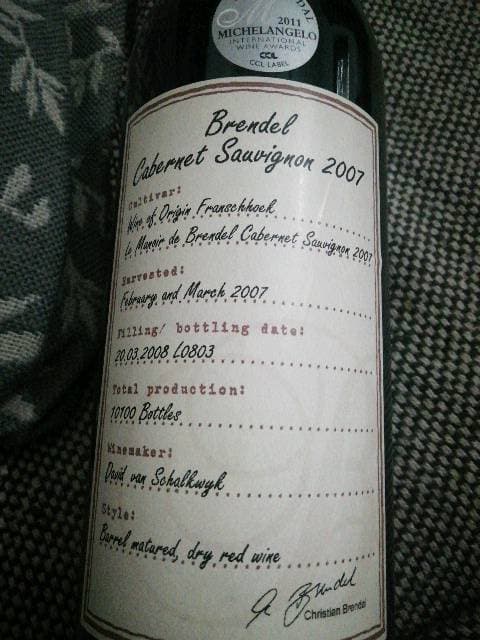 2011
MICHELANGELO
INTERNATIONAL
WINE AWARDS
CCL
CCL LABEL
Brendel
Cabernet Sauvignon 2007
Cultivar:
Wine of Origin Franschhoek
Le Manoir de Brendel Cabernet Sauvignon 2007
Harvested:
February and March 2007
Filling/ bottling date:
20.03.2008 L0803
Total production:
10100 Bottles
Winemaker:
David van Schalkwyk
Style:
Barrel matured, dry red wine
Christian Brendel